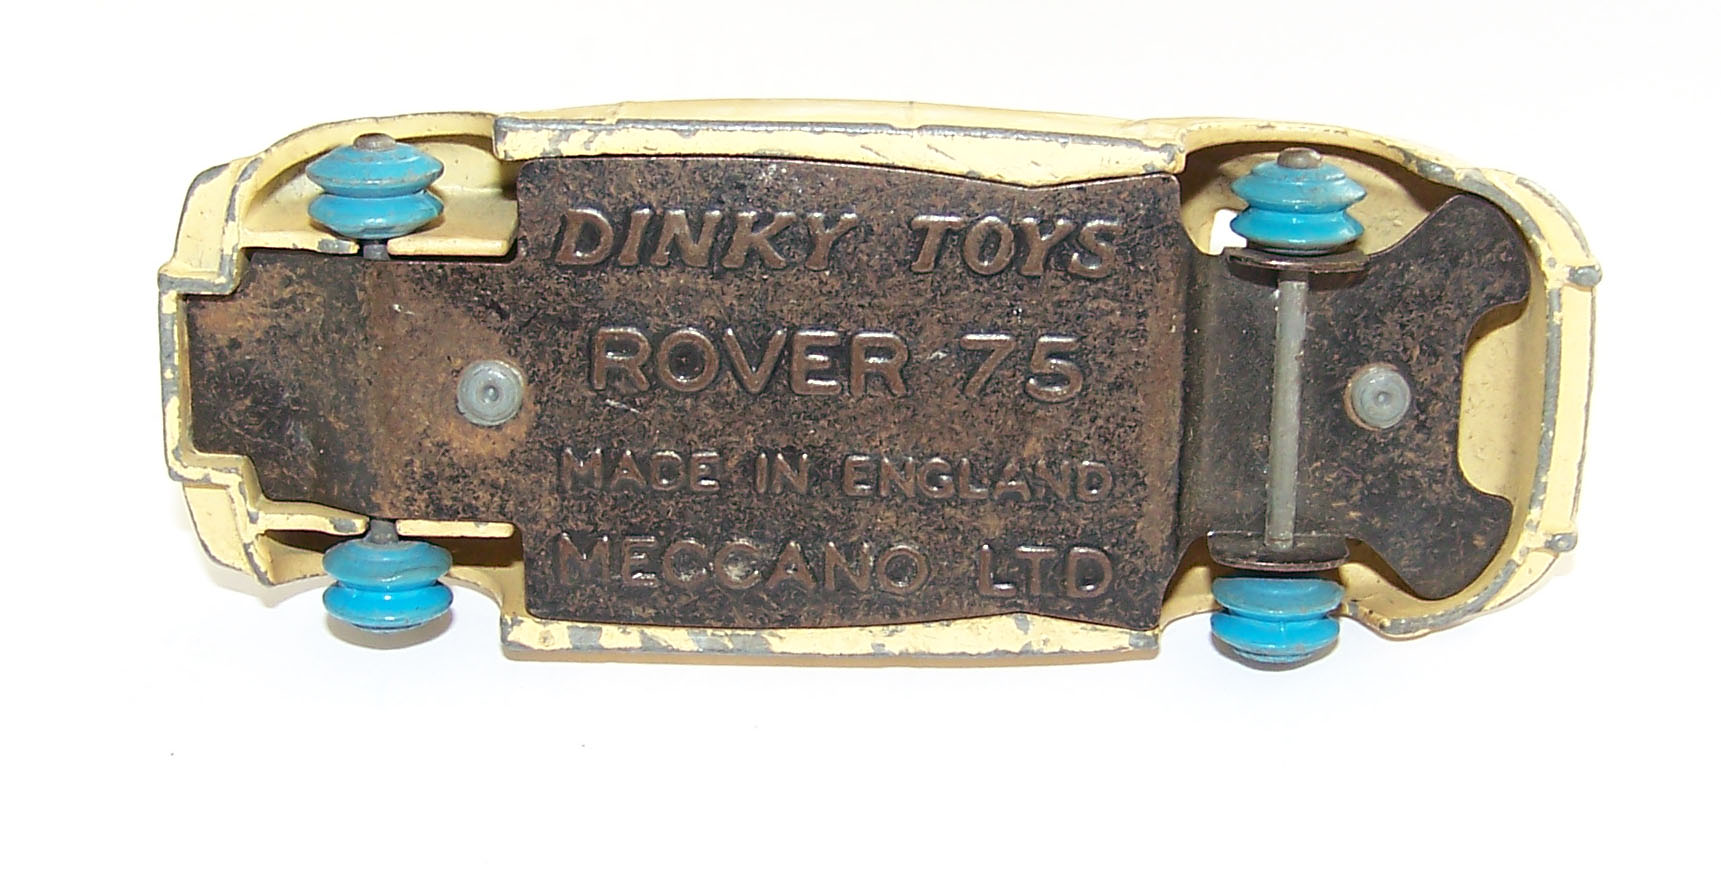 DINKY TOYS
ROVER 75
MADE IN ENGLAND
MECCANO LTD